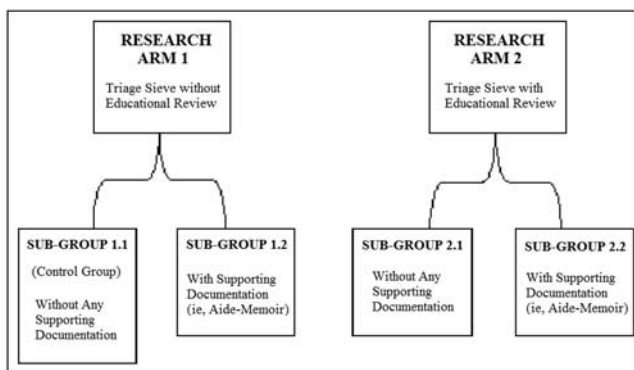 RESEARCH
ARM 1
Triage Sieve without
Educational Review
RESEARCH
ARM 2
Triage Sieve with
Educational Review
SUB-GROUP 1.1
(Control Group)
Without Any
Supporting
Documentation
SUB-GROUP 1.2
With Supporting
Documentation
(ie, Aide-Memoir)
SUB-GROUP 2.1
Without Any
Supporting
Documentation
SUB-GROUP 2.2
With Supporting
Documentation
(ie, Aide-Memoir)